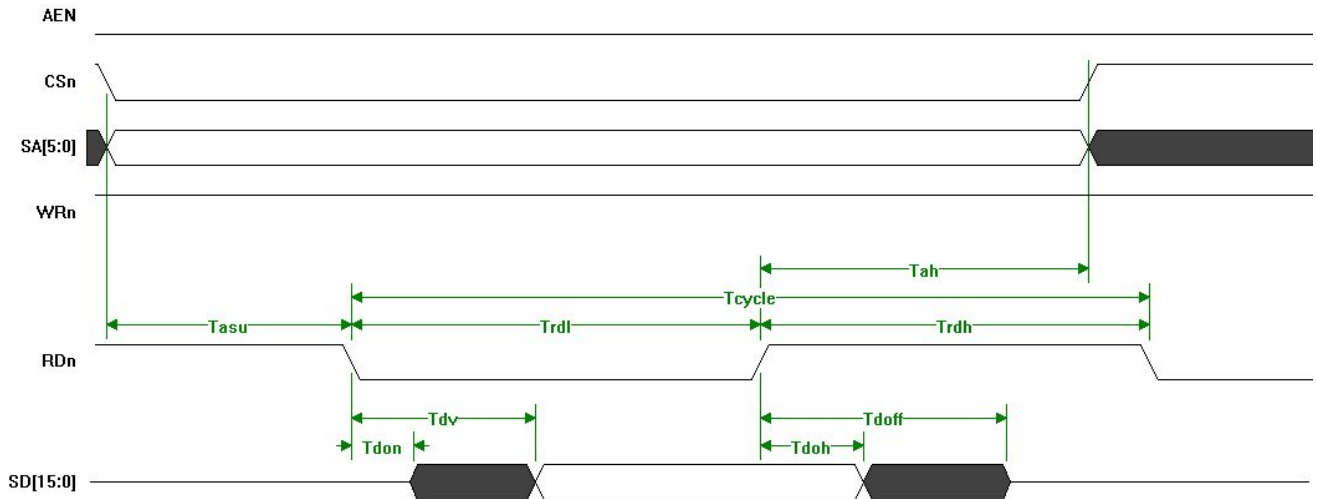 AEN
CSn
SA[5:0]
WRn
Tah
Tcycle
Tasu
Trdl
Trdh
RDn
Tdv
Tdoff
Tdon
Tdoh
SD[15:0]